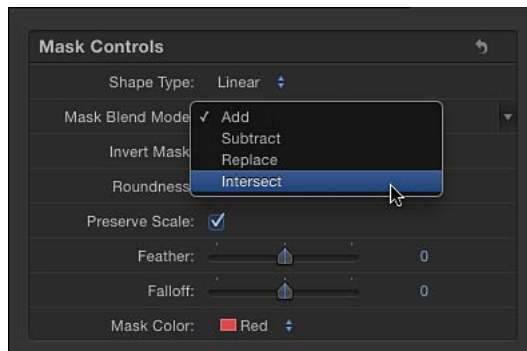 Mask Controls
Shape Type: Linear
Mask Blend Mode ✓ Add
Subtract
Invert Mask
Replace
Roundness
Intersect
Preserve Scale:
Feather: 0
Falloff: 0
Mask Color: Red